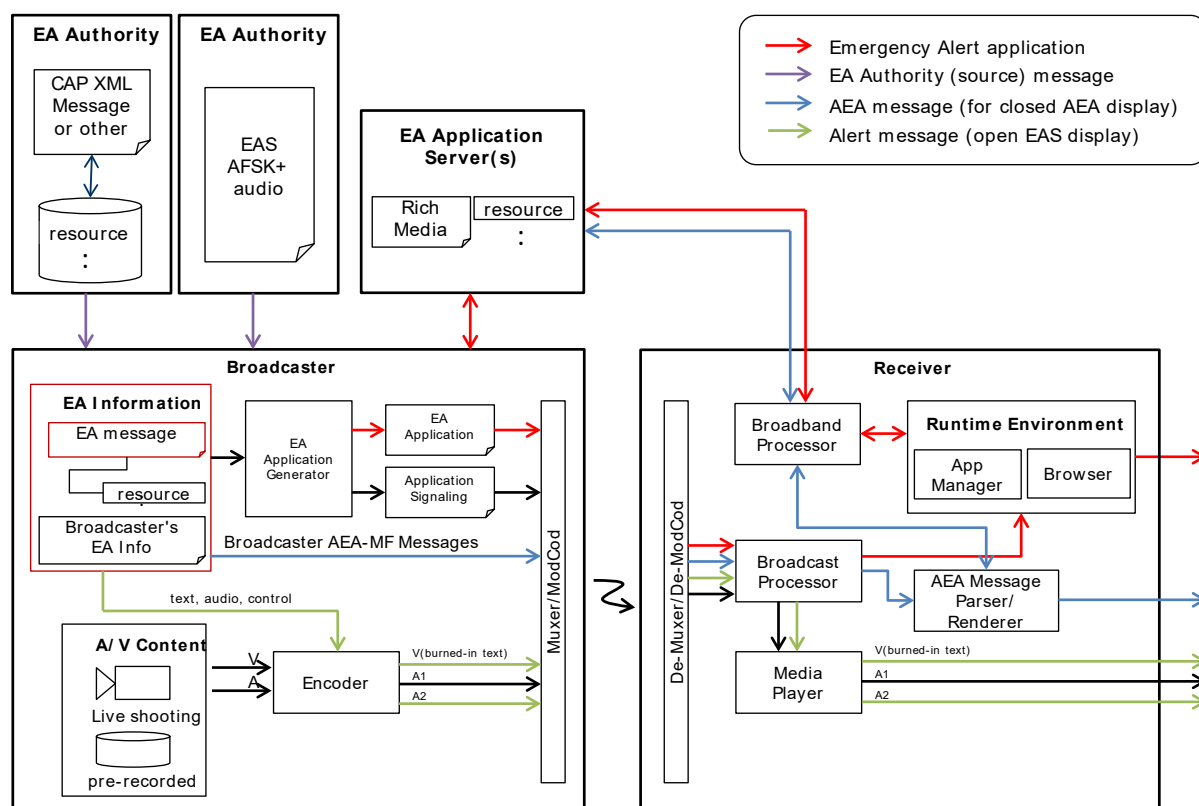 EA Authority
CAP XML
Message
or other
resource
:
EA Authority
EAS
AFSK+
audio
EA Application
Server(s)
Rich
Media
resource
:
Emergency Alert application
EA Authority (source) message
AEA message (for closed AEA display)
Alert message (open EAS display)
Broadcaster
EA Information
EA message
resource
:
Broadcaster's
EA Info
EA
Application
Generator
EA
Application
Application
Signaling
Broadcaster AEA-MF Messages
text, audio, control
A/ V Content
Live shooting
pre-recorded
V
A
Encoder
V(burned-in text)
A1
A2
Muxer/ModCod
Receiver
De-Muxer/De-ModCod
Broadband
Processor
Runtime Environment
App
Manager
Browser
Broadcast
Processor
AEA Message
Parser/
Renderer
Media
Player
V(burned-in text)
A1
A2